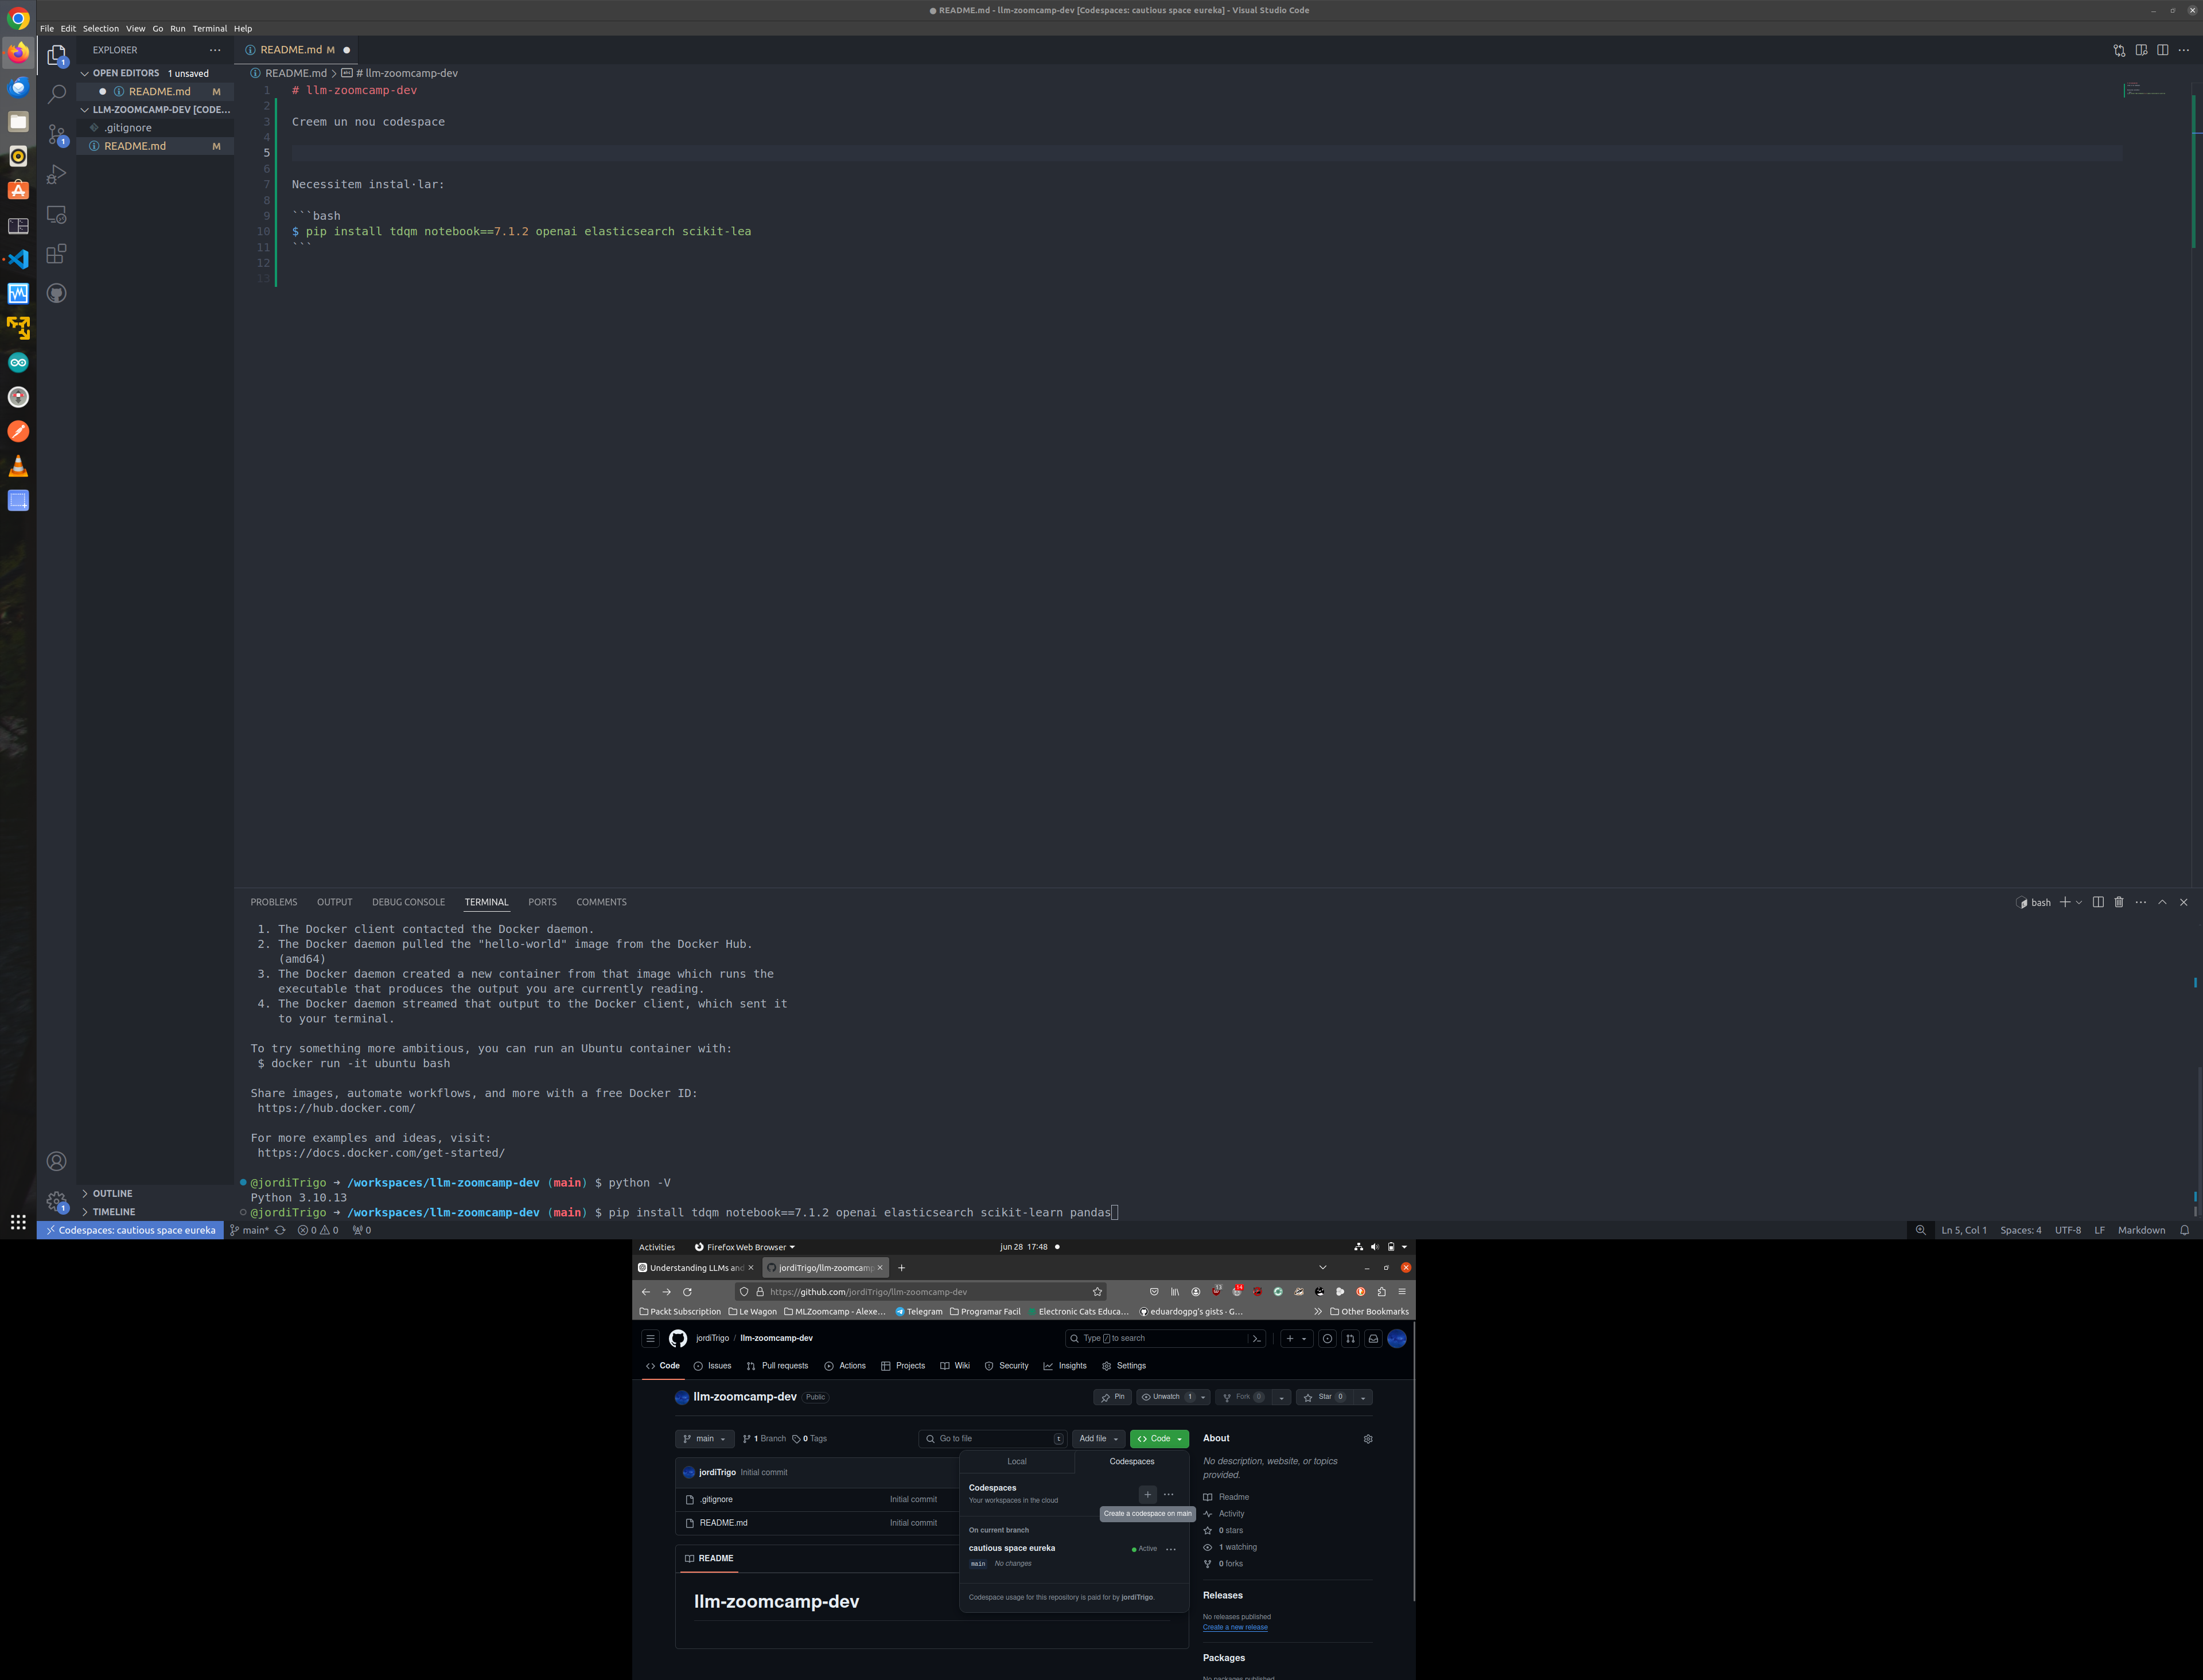 README.md - llm-zoomcamp-dev [Codespaces: cautious space eureka] - Visual Studio Code
File Edit Selection View Go Run Terminal Help
EXPLORER
OPEN EDITORS 1 unsaved
README.md M
LLM-ZOOMCAMP-DEV [CODE...
.gitignore
README.md M
OUTLINE
TIMELINE
README.md M
README.md > # llm-zoomcamp-dev
1 # llm-zoomcamp-dev
2
3 Creem un nou codespace
4
5
6
7 Necessitem instal·lar:
8
9 ```bash
10 $ pip install tdqm notebook==7.1.2 openai elasticsearch scikit-lea
11 ```
12
13
PROBLEMS OUTPUT DEBUG CONSOLE TERMINAL PORTS COMMENTS
bash
1. The Docker client contacted the Docker daemon.
2. The Docker daemon pulled the "hello-world" image from the Docker Hub.
(amd64)
3. The Docker daemon created a new container from that image which runs the
executable that produces the output you are currently reading.
4. The Docker daemon streamed that output to the Docker client, which sent it
to your terminal.
To try something more ambitious, you can run an Ubuntu container with:
$ docker run -it ubuntu bash
Share images, automate workflows, and more with a free Docker ID:
https://hub.docker.com/
For more examples and ideas, visit:
https://docs.docker.com/get-started/
@jordiTrigo → /workspaces/llm-zoomcamp-dev (main) $ python -V
Python 3.10.13
@jordiTrigo → /workspaces/llm-zoomcamp-dev (main) $ pip install tdqm notebook==7.1.2 openai elasticsearch scikit-learn pandas
Codespaces: cautious space eureka main* 0 0 0
Ln 5, Col 1 Spaces: 4 UTF-8 LF Markdown
Activities Firefox Web Browser jun 28 17:48
Understanding LLMs and jordiTrigo/llm-zoomcamp
https://github.com/jordiTrigo/llm-zoomcamp-dev
Packt Subscription Le Wagon MLZoomcamp - Alexe... Telegram Programar Facil Electronic Cats Educa... eduardogpg's gists · G... Other Bookmarks
jordiTrigo / llm-zoomcamp-dev
Type / to search
Code Issues Pull requests Actions Projects Wiki Security Insights Settings
llm-zoomcamp-dev Public
Pin Unwatch 1 Fork 0 Star 0
main 1 Branch 0 Tags
Go to file t Add file Code
jordiTrigo Initial commit
.gitignore Initial commit
README.md Initial commit
README
llm-zoomcamp-dev
Local Codespaces
Codespaces
Your workspaces in the cloud
Create a codespace on main
On current branch
cautious space eureka Active
main No changes
Codespace usage for this repository is paid for by jordiTrigo.
About
No description, website, or topics
provided.
Readme
Activity
0 stars
1 watching
0 forks
Releases
No releases published
Create a new release
Packages
No packages published